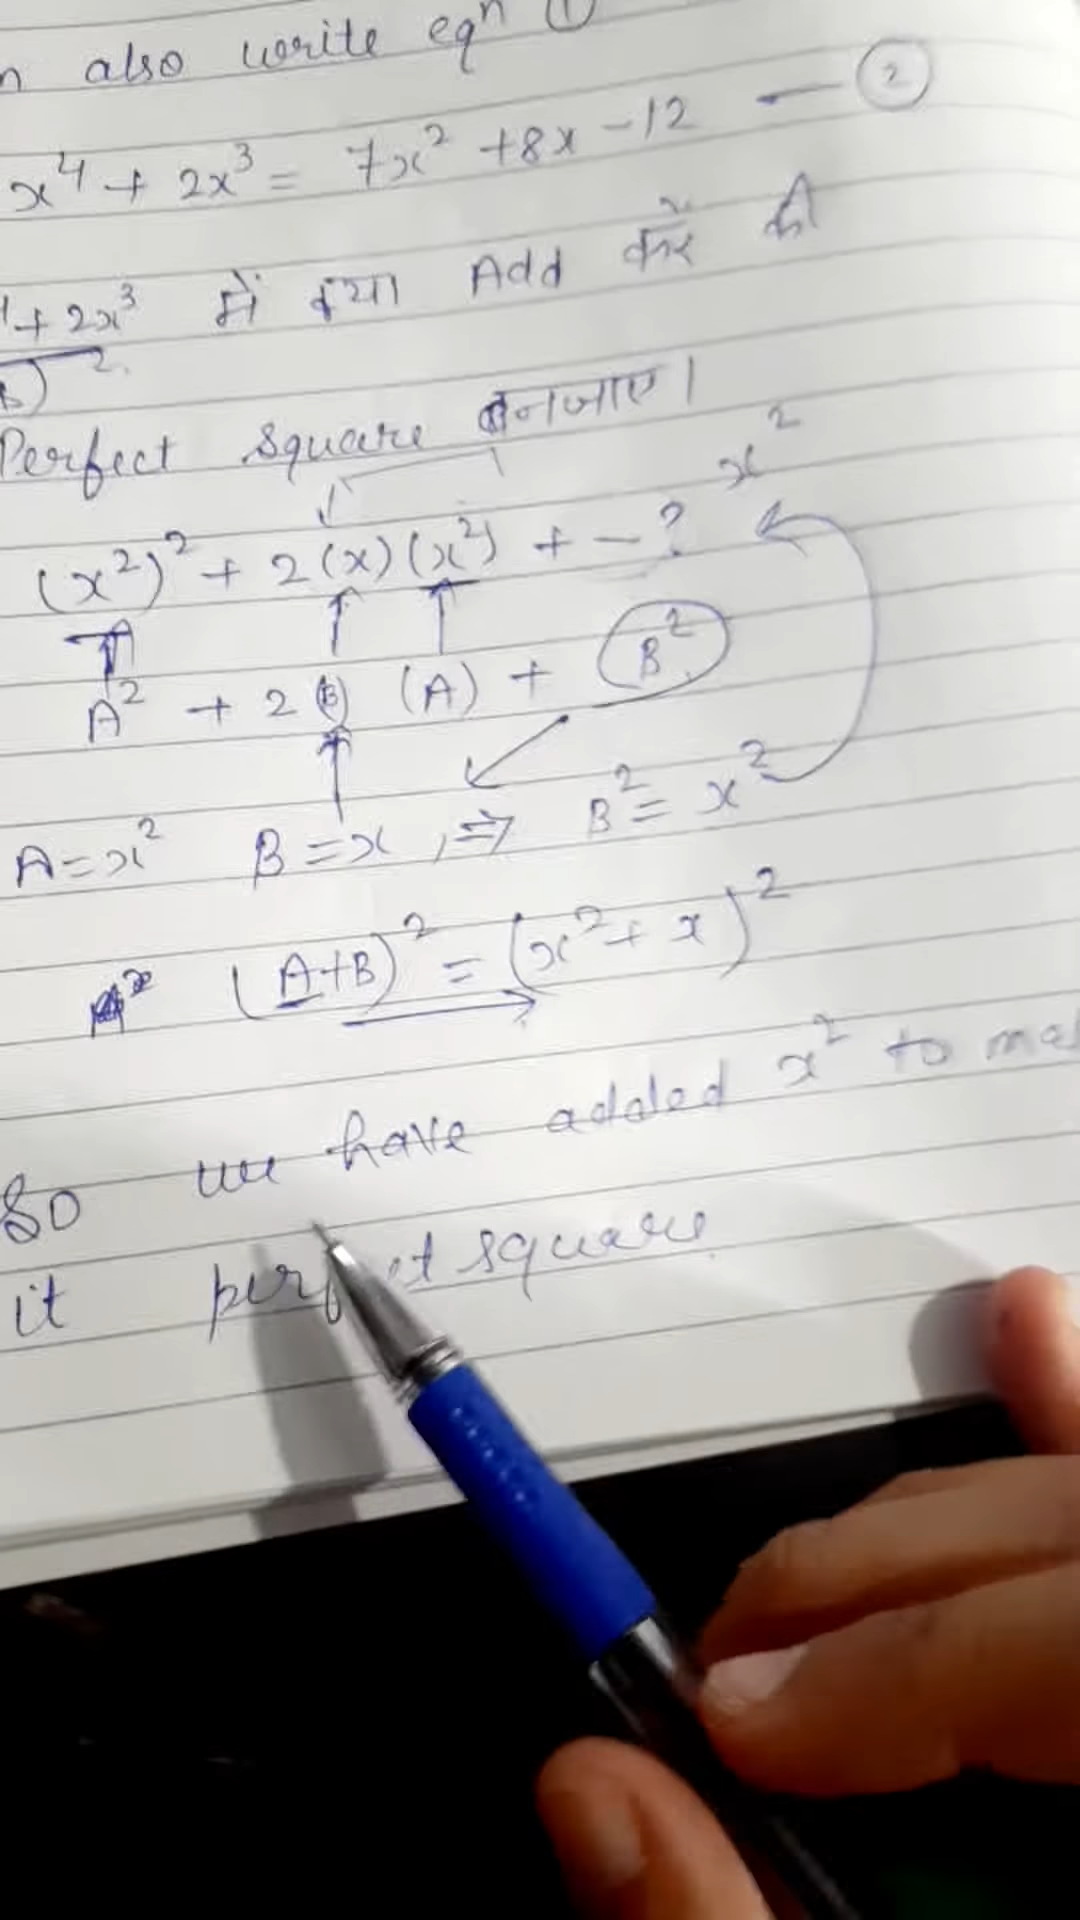 also write eqⁿ ①
x⁴ + 2x³ = 7x² + 8x - 12 — ②
+ 2x³ में क्या Add करें की
B)².
Perfect square बनजाए।
x²
(x²)² + 2(x)(x²) + - ?
A² + 2(B) (A) + B²
A = x² B = x, ⇒ B² = x²
(A+B)² = (x² + x)²
So we have added x² to
it square